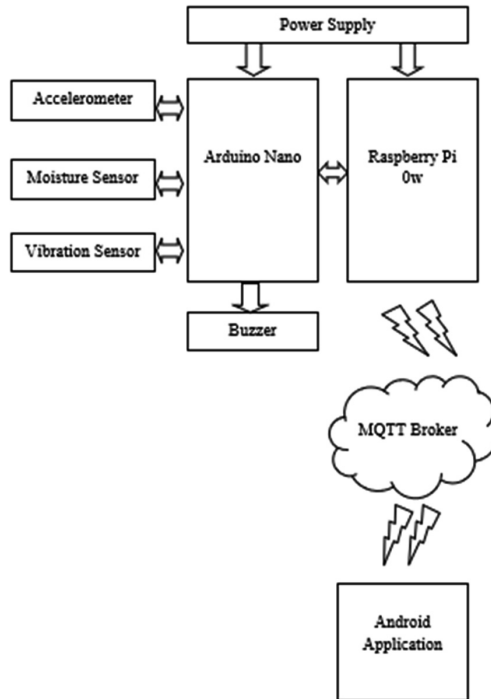 Power Supply
Accelerometer
Arduino Nano
Raspberry Pi
0w
Moisture Sensor
Vibration Sensor
Buzzer
MQTT Broker
Android
Application